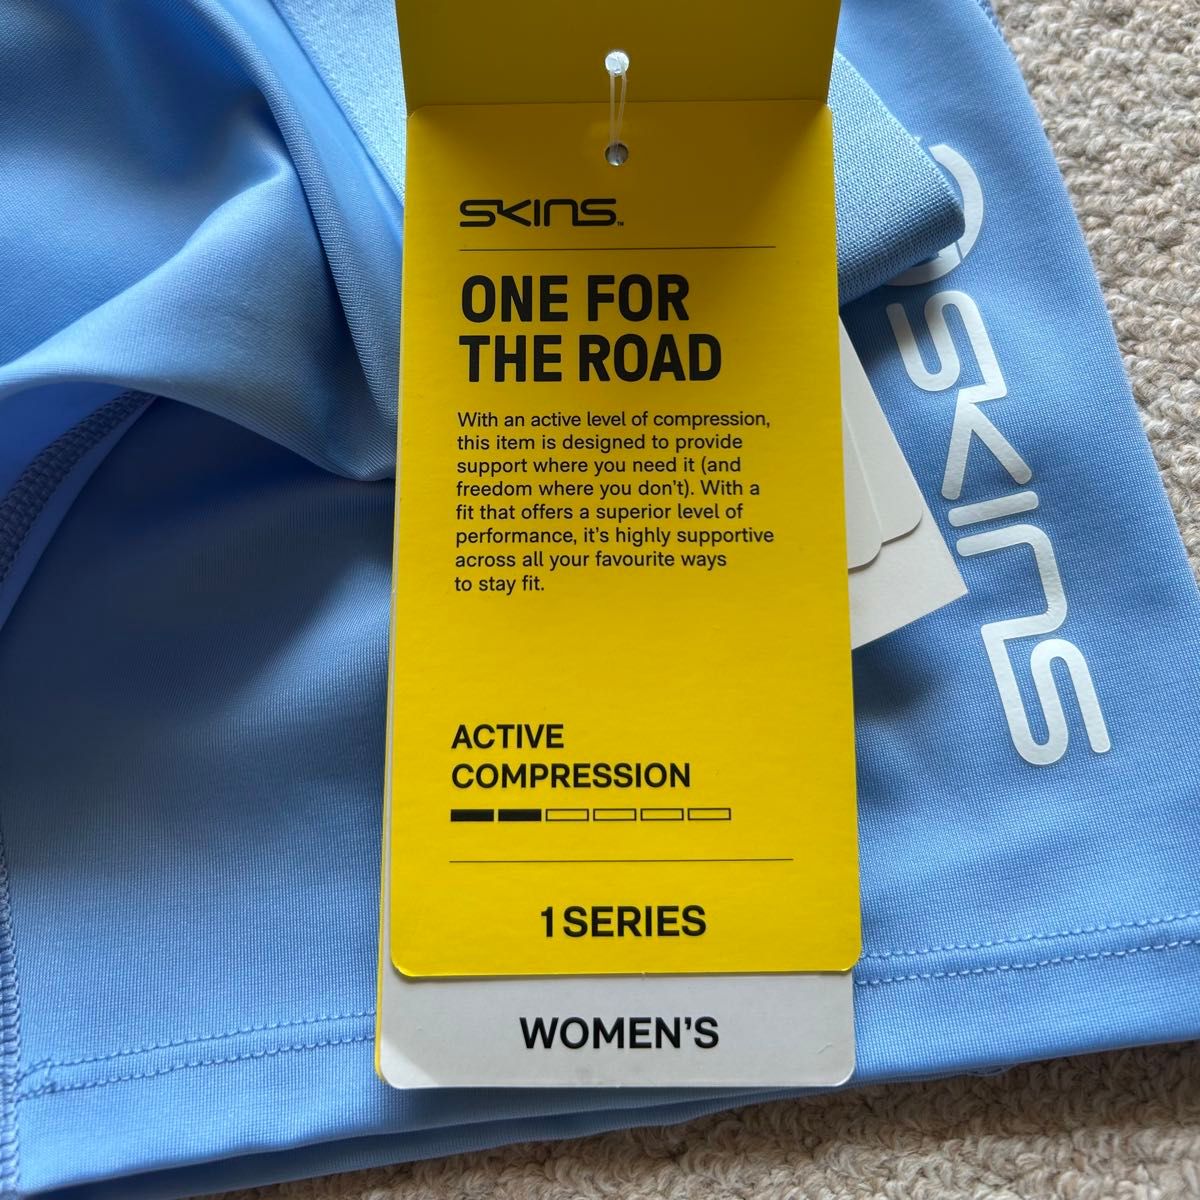 SKINS™
ONE FOR
THE ROAD
With an active level of compression,
this item is designed to provide
support where you need it (and
freedom where you don't). With a
fit that offers a superior level of
performance, it's highly supportive
across all your favourite ways
to stay fit.
ACTIVE
COMPRESSION
1 SERIES
WOMEN'S
SKINS